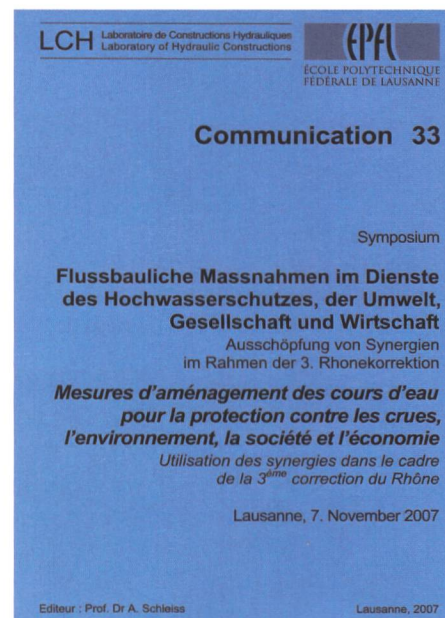 LCH Laboratoire de Constructions Hydrauliques
Laboratory of Hydraulic Constructions
EPFL
ÉCOLE POLYTECHNIQUE
FÉDÉRALE DE LAUSANNE
Communication 33
Symposium
Flussbauliche Massnahmen im Dienste
des Hochwasserschutzes, der Umwelt,
Gesellschaft und Wirtschaft
Ausschöpfung von Synergien
im Rahmen der 3. Rhonekorrektion
Mesures d'aménagement des cours d'eau
pour la protection contre les crues,
l'environnement, la société et l'économie
Utilisation des synergies dans le cadre
de la 3ème correction du Rhône
Lausanne, 7. November 2007
Editeur : Prof. Dr A. Schleiss Lausanne, 2007